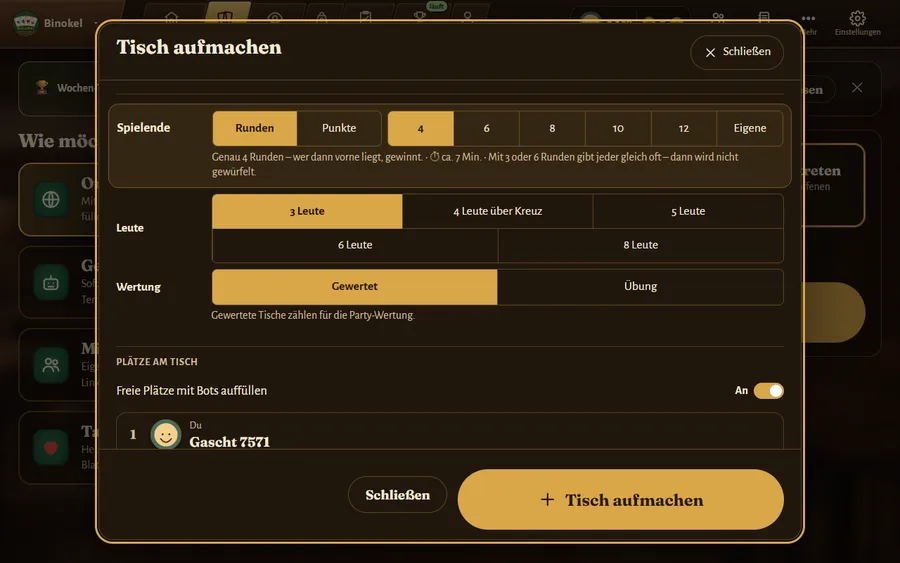 Binokel
läuft
Einstellungen
Tisch aufmachen
Schließen
Wochen
Wie möc
Spielende
Runden
Punkte
4
6
8
10
12
Eigene
Genau 4 Runden – wer dann vorne liegt, gewinnt. · ⏱ ca. 7 Min. · Mit 3 oder 6 Runden gibt jeder gleich oft – dann wird nicht
gewürfelt.
Leute
3 Leute
4 Leute über Kreuz
5 Leute
6 Leute
8 Leute
Wertung
Gewertet
Übung
Gewertete Tische zählen für die Party-Wertung.
PLÄTZE AM TISCH
Freie Plätze mit Bots auffüllen
An
1
Du
Gascht 7571
Schließen
+ Tisch aufmachen